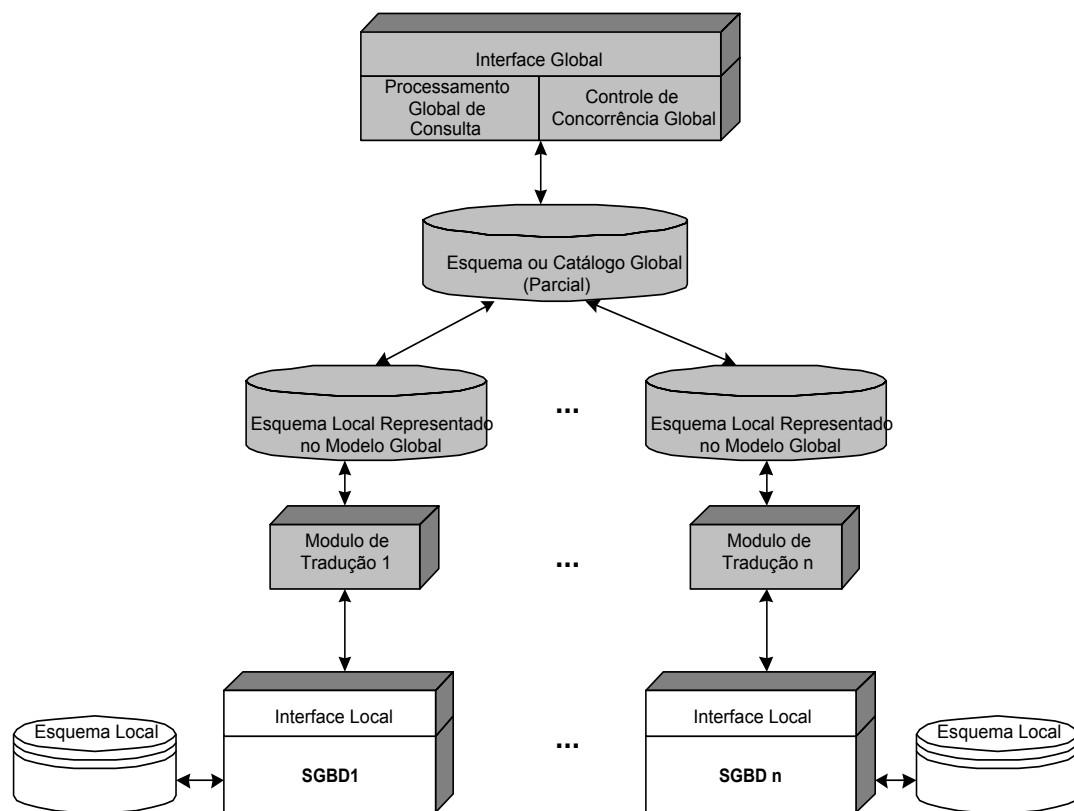 Interface Global
Processamento
Global de
Consulta
Controle de
Concorrência Global
Esquema ou Catálogo Global
(Parcial)
Esquema Local Representado
no Modelo Global
...
Esquema Local Representado
no Modelo Global
Modulo de
Tradução 1
...
Modulo de
Tradução n
Esquema Local
Interface Local
SGBD1
...
Interface Local
SGBD n
Esquema Local